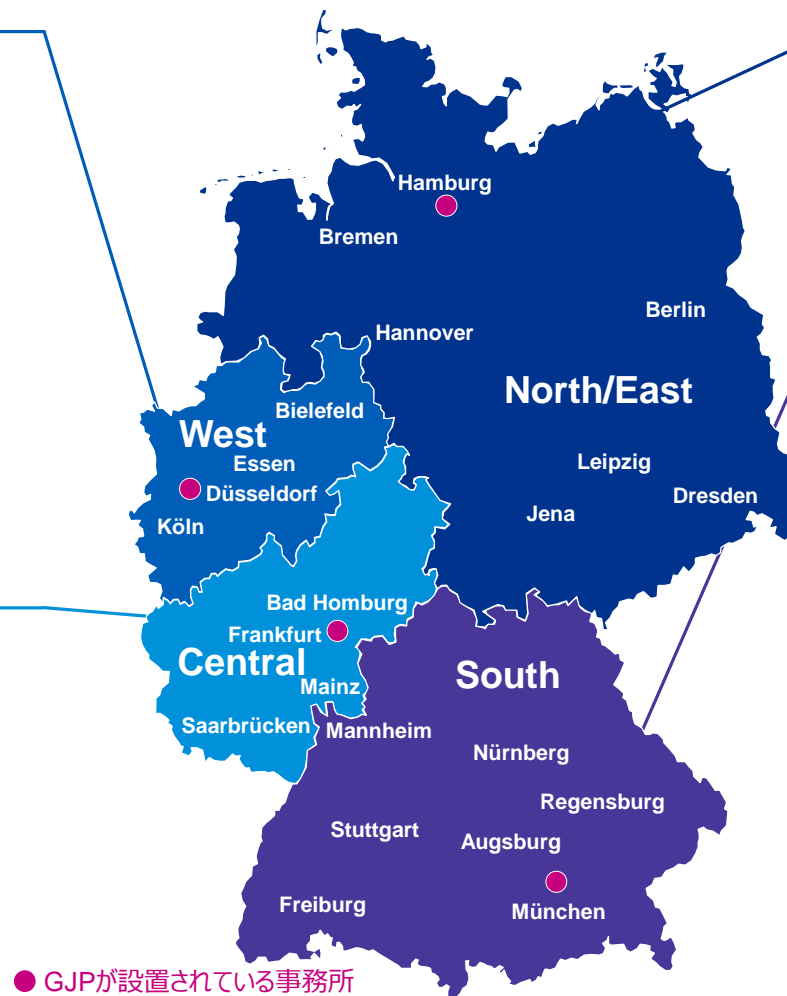 Hamburg
Bremen
Berlin
Hannover
North/East
Bielefeld
West
Essen
Leipzig
Düsseldorf
Dresden
Jena
Köln
Bad Homburg
Frankfurt
Central
South
Mainz
Saarbrücken
Mannheim
Nürnberg
Regensburg
Stuttgart
Augsburg
Freiburg
München
GJPが設置されている事務所